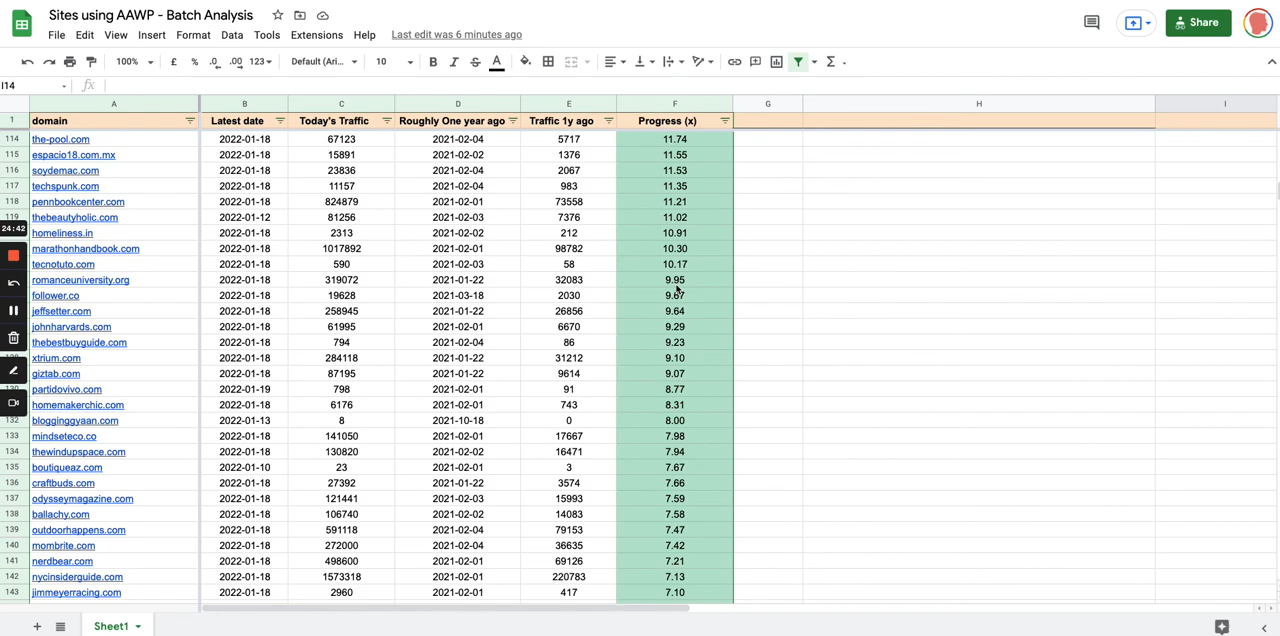 Sites using AAWP - Batch Analysis
File Edit View Insert Format Data Tools Extensions Help Last edit was 6 minutes ago
Share
100% £ % .0 .00 123 Default (Ari... 10 B I S A Σ
I14 fx
A B C D E F G H I
1 domain Latest date Today's Traffic Roughly One year ago Traffic 1y ago Progress (x)
114 the-pool.com 2022-01-18 67123 2021-02-04 5717 11.74
115 espacio18.com.mx 2022-01-18 15891 2021-02-02 1376 11.55
116 soydemac.com 2022-01-18 23836 2021-02-04 2067 11.53
117 techspunk.com 2022-01-18 11157 2021-02-04 983 11.35
118 pennbookcenter.com 2022-01-18 824879 2021-02-01 73558 11.21
119 thebeautyholic.com 2022-01-12 81256 2021-02-03 7376 11.02
24:42
homeliness.in 2022-01-18 2313 2021-02-02 212 10.91
marathonhandbook.com 2022-01-18 1017892 2021-02-01 98782 10.30
tecnotuto.com 2022-01-18 590 2021-02-03 58 10.17
romanceuniversity.org 2022-01-18 319072 2021-01-22 32083 9.95
follower.co 2022-01-18 19628 2021-03-18 2030 9.67
jeffsetter.com 2022-01-18 258945 2021-01-22 26856 9.64
johnharvards.com 2022-01-18 61995 2021-02-01 6670 9.29
thebestbuyguide.com 2022-01-18 794 2021-02-04 86 9.23
xtrium.com 2022-01-18 284118 2021-01-22 31212 9.10
giztab.com 2022-01-18 87195 2021-01-22 9614 9.07
130 partidovivo.com 2022-01-19 798 2021-02-01 91 8.77
homemakerchic.com 2022-01-18 6176 2021-02-01 743 8.31
132 blogginggyaan.com 2022-01-13 8 2021-10-18 0 8.00
133 mindseteco.co 2022-01-18 141050 2021-02-01 17667 7.98
134 thewindupspace.com 2022-01-18 130820 2021-02-02 16471 7.94
135 boutiqueaz.com 2022-01-10 23 2021-02-01 3 7.67
136 craftbuds.com 2022-01-18 27392 2021-01-22 3574 7.66
137 odysseymagazine.com 2022-01-18 121441 2021-02-03 15993 7.59
138 ballachy.com 2022-01-18 106740 2021-02-02 14083 7.58
139 outdoorhappens.com 2022-01-18 591118 2021-02-04 79153 7.47
140 mombrite.com 2022-01-18 272000 2021-02-04 36635 7.42
141 nerdbear.com 2022-01-18 498600 2021-02-01 69126 7.21
142 nycinsiderguide.com 2022-01-18 1573318 2021-02-01 220783 7.13
143 jimmeyerracing.com 2022-01-18 2960 2021-02-01 417 7.10
Sheet1